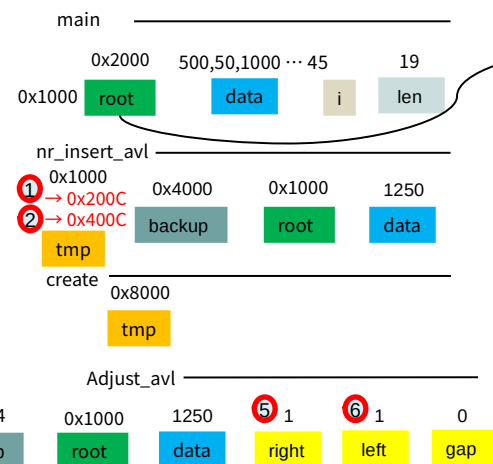 main
0x2000
500,50,1000 ⋯ 45
19
0x1000
root
data
i
len
nr_insert_avl
0x1000
1 → 0x200C
2 → 0x400C
tmp
0x4000
backup
0x1000
root
1250
data
create
0x8000
tmp
Adjust_avl
0x1000
1250
5 1
6 1
0
root
data
right
left
gap